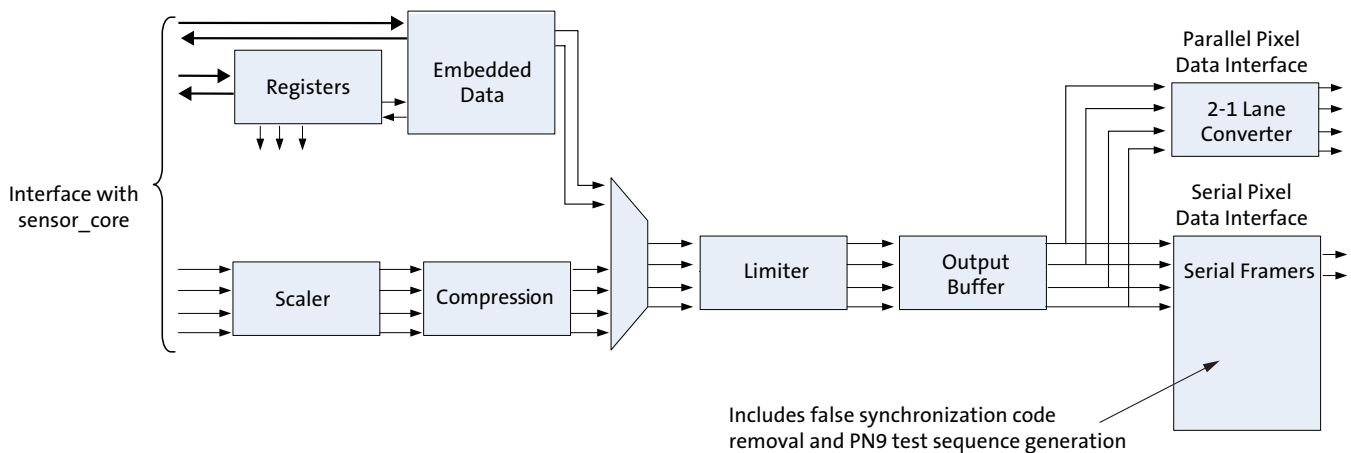 Interface with
sensor_core
Registers
Embedded
Data
Scaler
Compression
Limiter
Output
Buffer
Parallel Pixel
Data Interface
2-1 Lane
Converter
Serial Pixel
Data Interface
Serial Framers
Includes false synchronization code
removal and PN9 test sequence generation